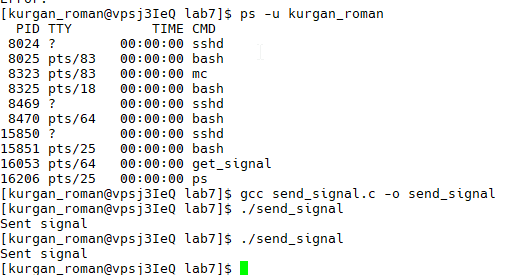 Error.
[kurgan_roman@vpsj3IeQ lab7]$ ps -u kurgan_roman
  PID TTY          TIME CMD
 8024 ?        00:00:00 sshd
 8025 pts/83   00:00:00 bash
 8323 pts/83   00:00:00 mc
 8325 pts/18   00:00:00 bash
 8469 ?        00:00:00 sshd
 8470 pts/64   00:00:00 bash
15850 ?        00:00:00 sshd
15851 pts/25   00:00:00 bash
16053 pts/64   00:00:00 get_signal
16206 pts/25   00:00:00 ps
[kurgan_roman@vpsj3IeQ lab7]$ gcc send_signal.c -o send_signal
[kurgan_roman@vpsj3IeQ lab7]$ ./send_signal
Sent signal
[kurgan_roman@vpsj3IeQ lab7]$ ./send_signal
Sent signal
[kurgan_roman@vpsj3IeQ lab7]$